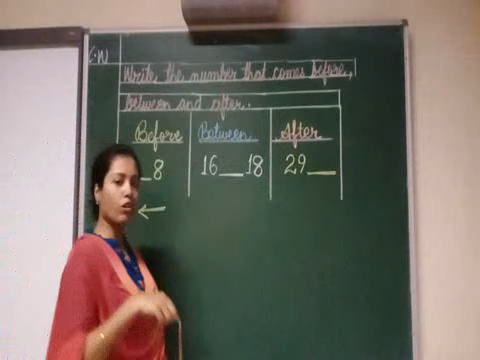 C.W
Write the number that comes before,
between and after.
Before Between After
_8 16 __ 18 29 __